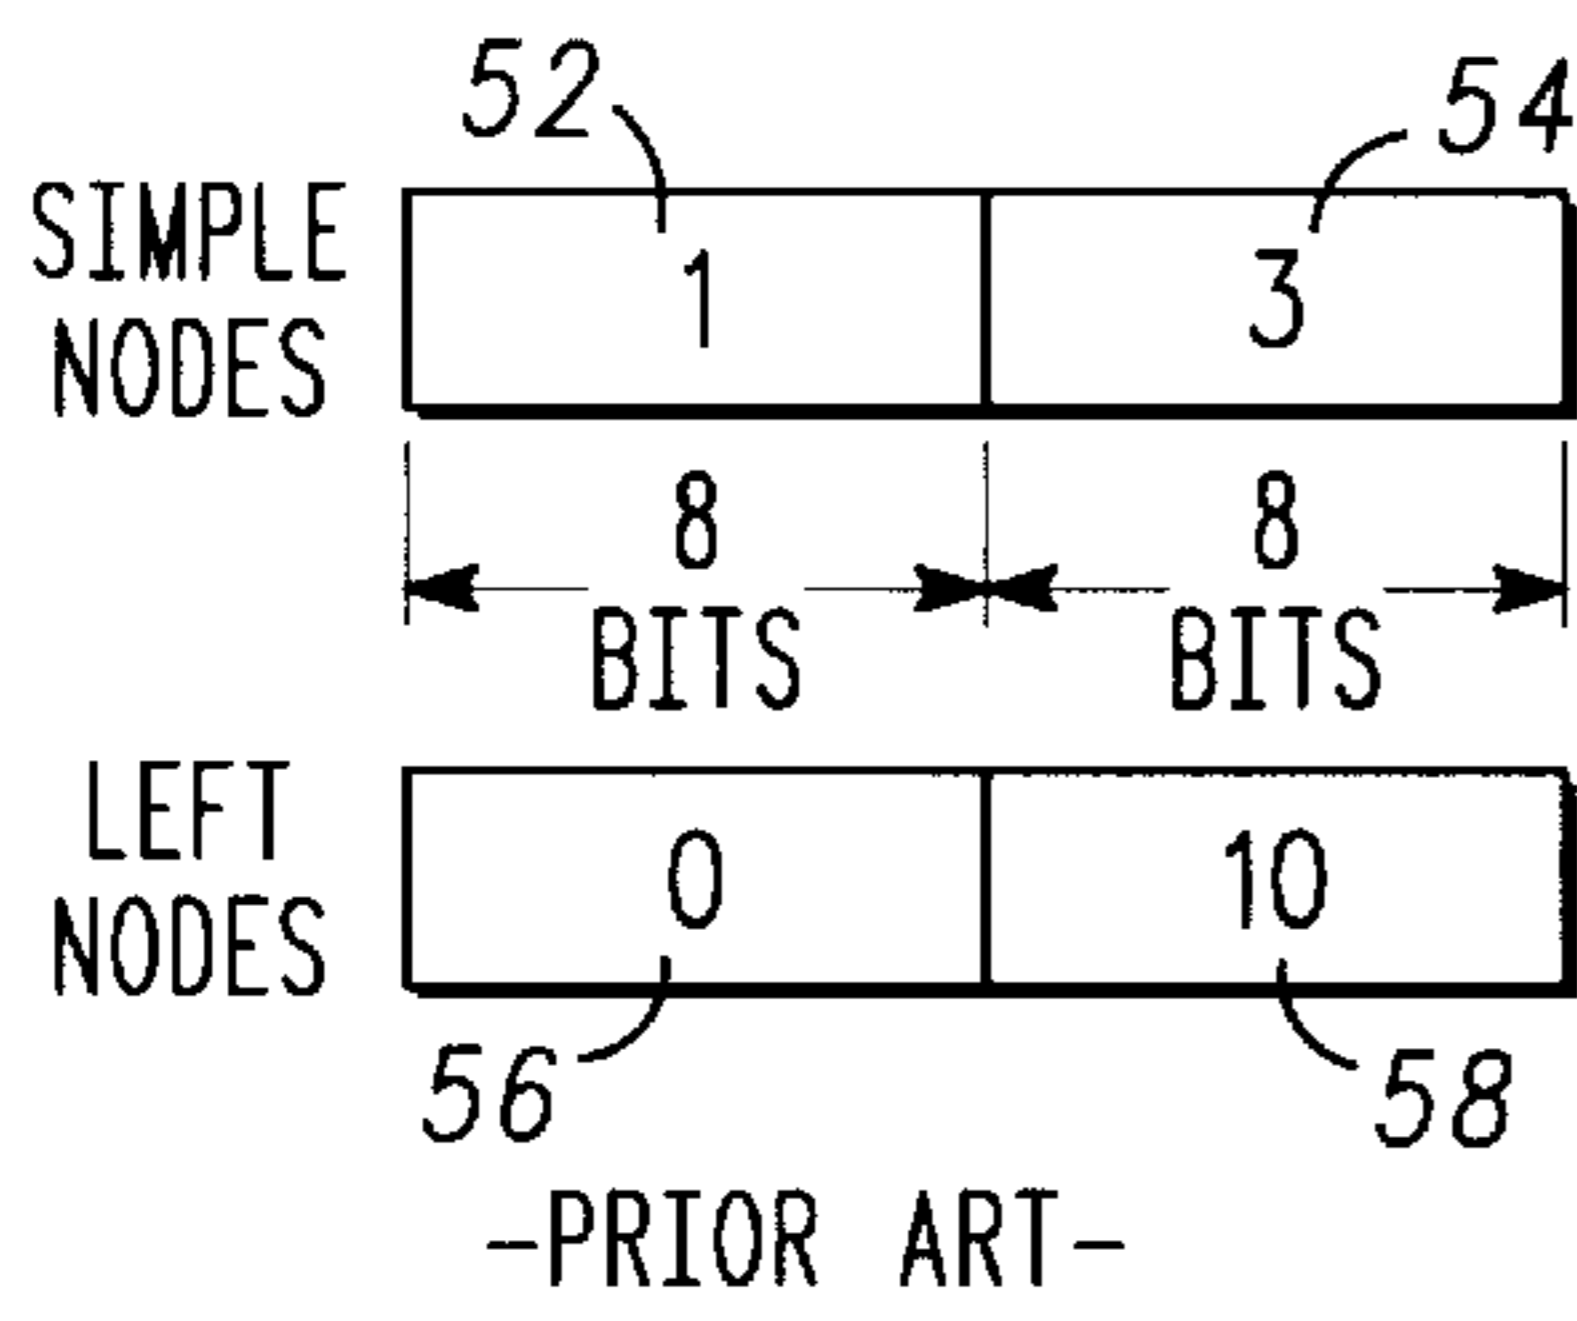 52 54
SIMPLE
NODES
1 3
8 8
BITS BITS
LEFT
NODES
0 10
56 58
-PRIOR ART-